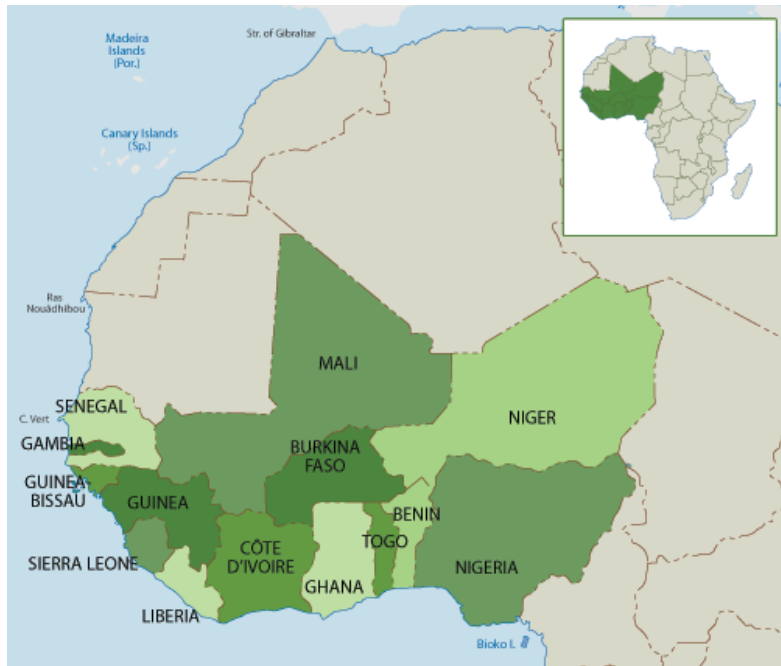 Madeira
Islands
(Por.)
Str. of Gibraltar
Canary Islands
(Sp.)
Ras
Nouâdhibou
MALI
SENEGAL
C. Vert
NIGER
GAMBIA
BURKINA
FASO
GUINEA
BISSAU
GUINEA
BENIN
CÔTE
D'IVOIRE
TOGO
SIERRA LEONE
NIGERIA
GHANA
LIBERIA
Bioko I.